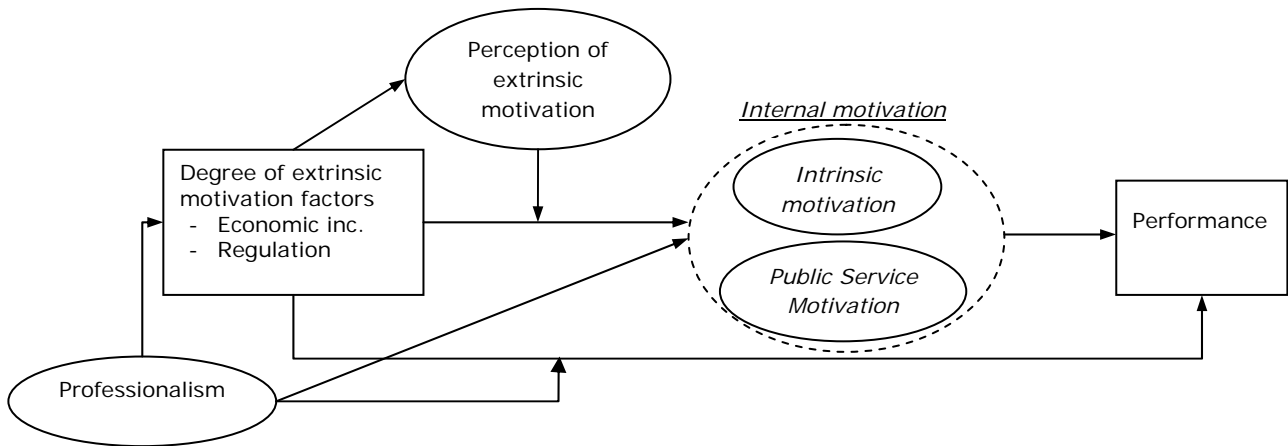 Perception of
extrinsic
motivation
Internal motivation
Degree of extrinsic
motivation factors
- Economic inc.
- Regulation
Intrinsic
motivation
Public Service
Motivation
Performance
Professionalism